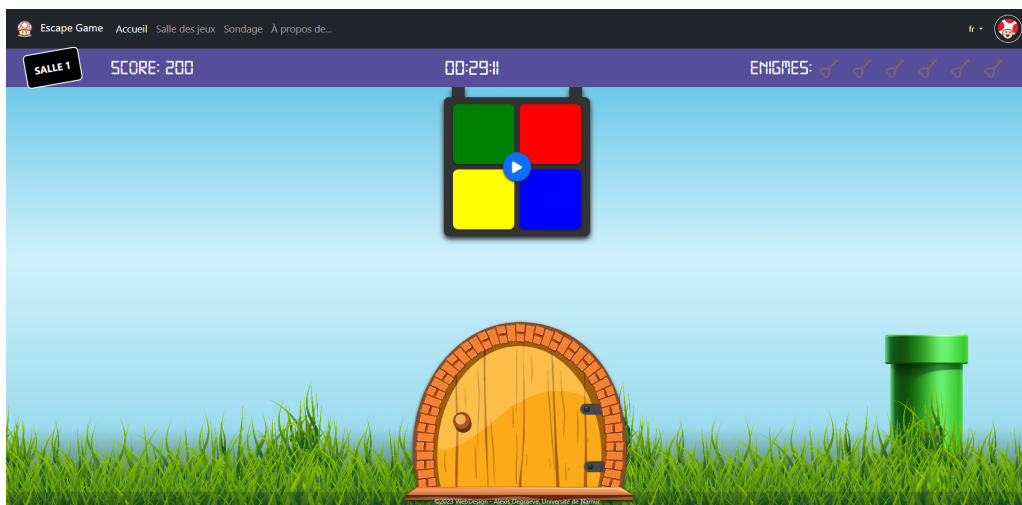 Escape Game Accueil Salle des jeux Sondage À propos de... fr
SALLE 1 SCORE: 200 00:29:11 ENIGMES:
©2023 WebDesign - Alexis Degraeve, Université de Namur